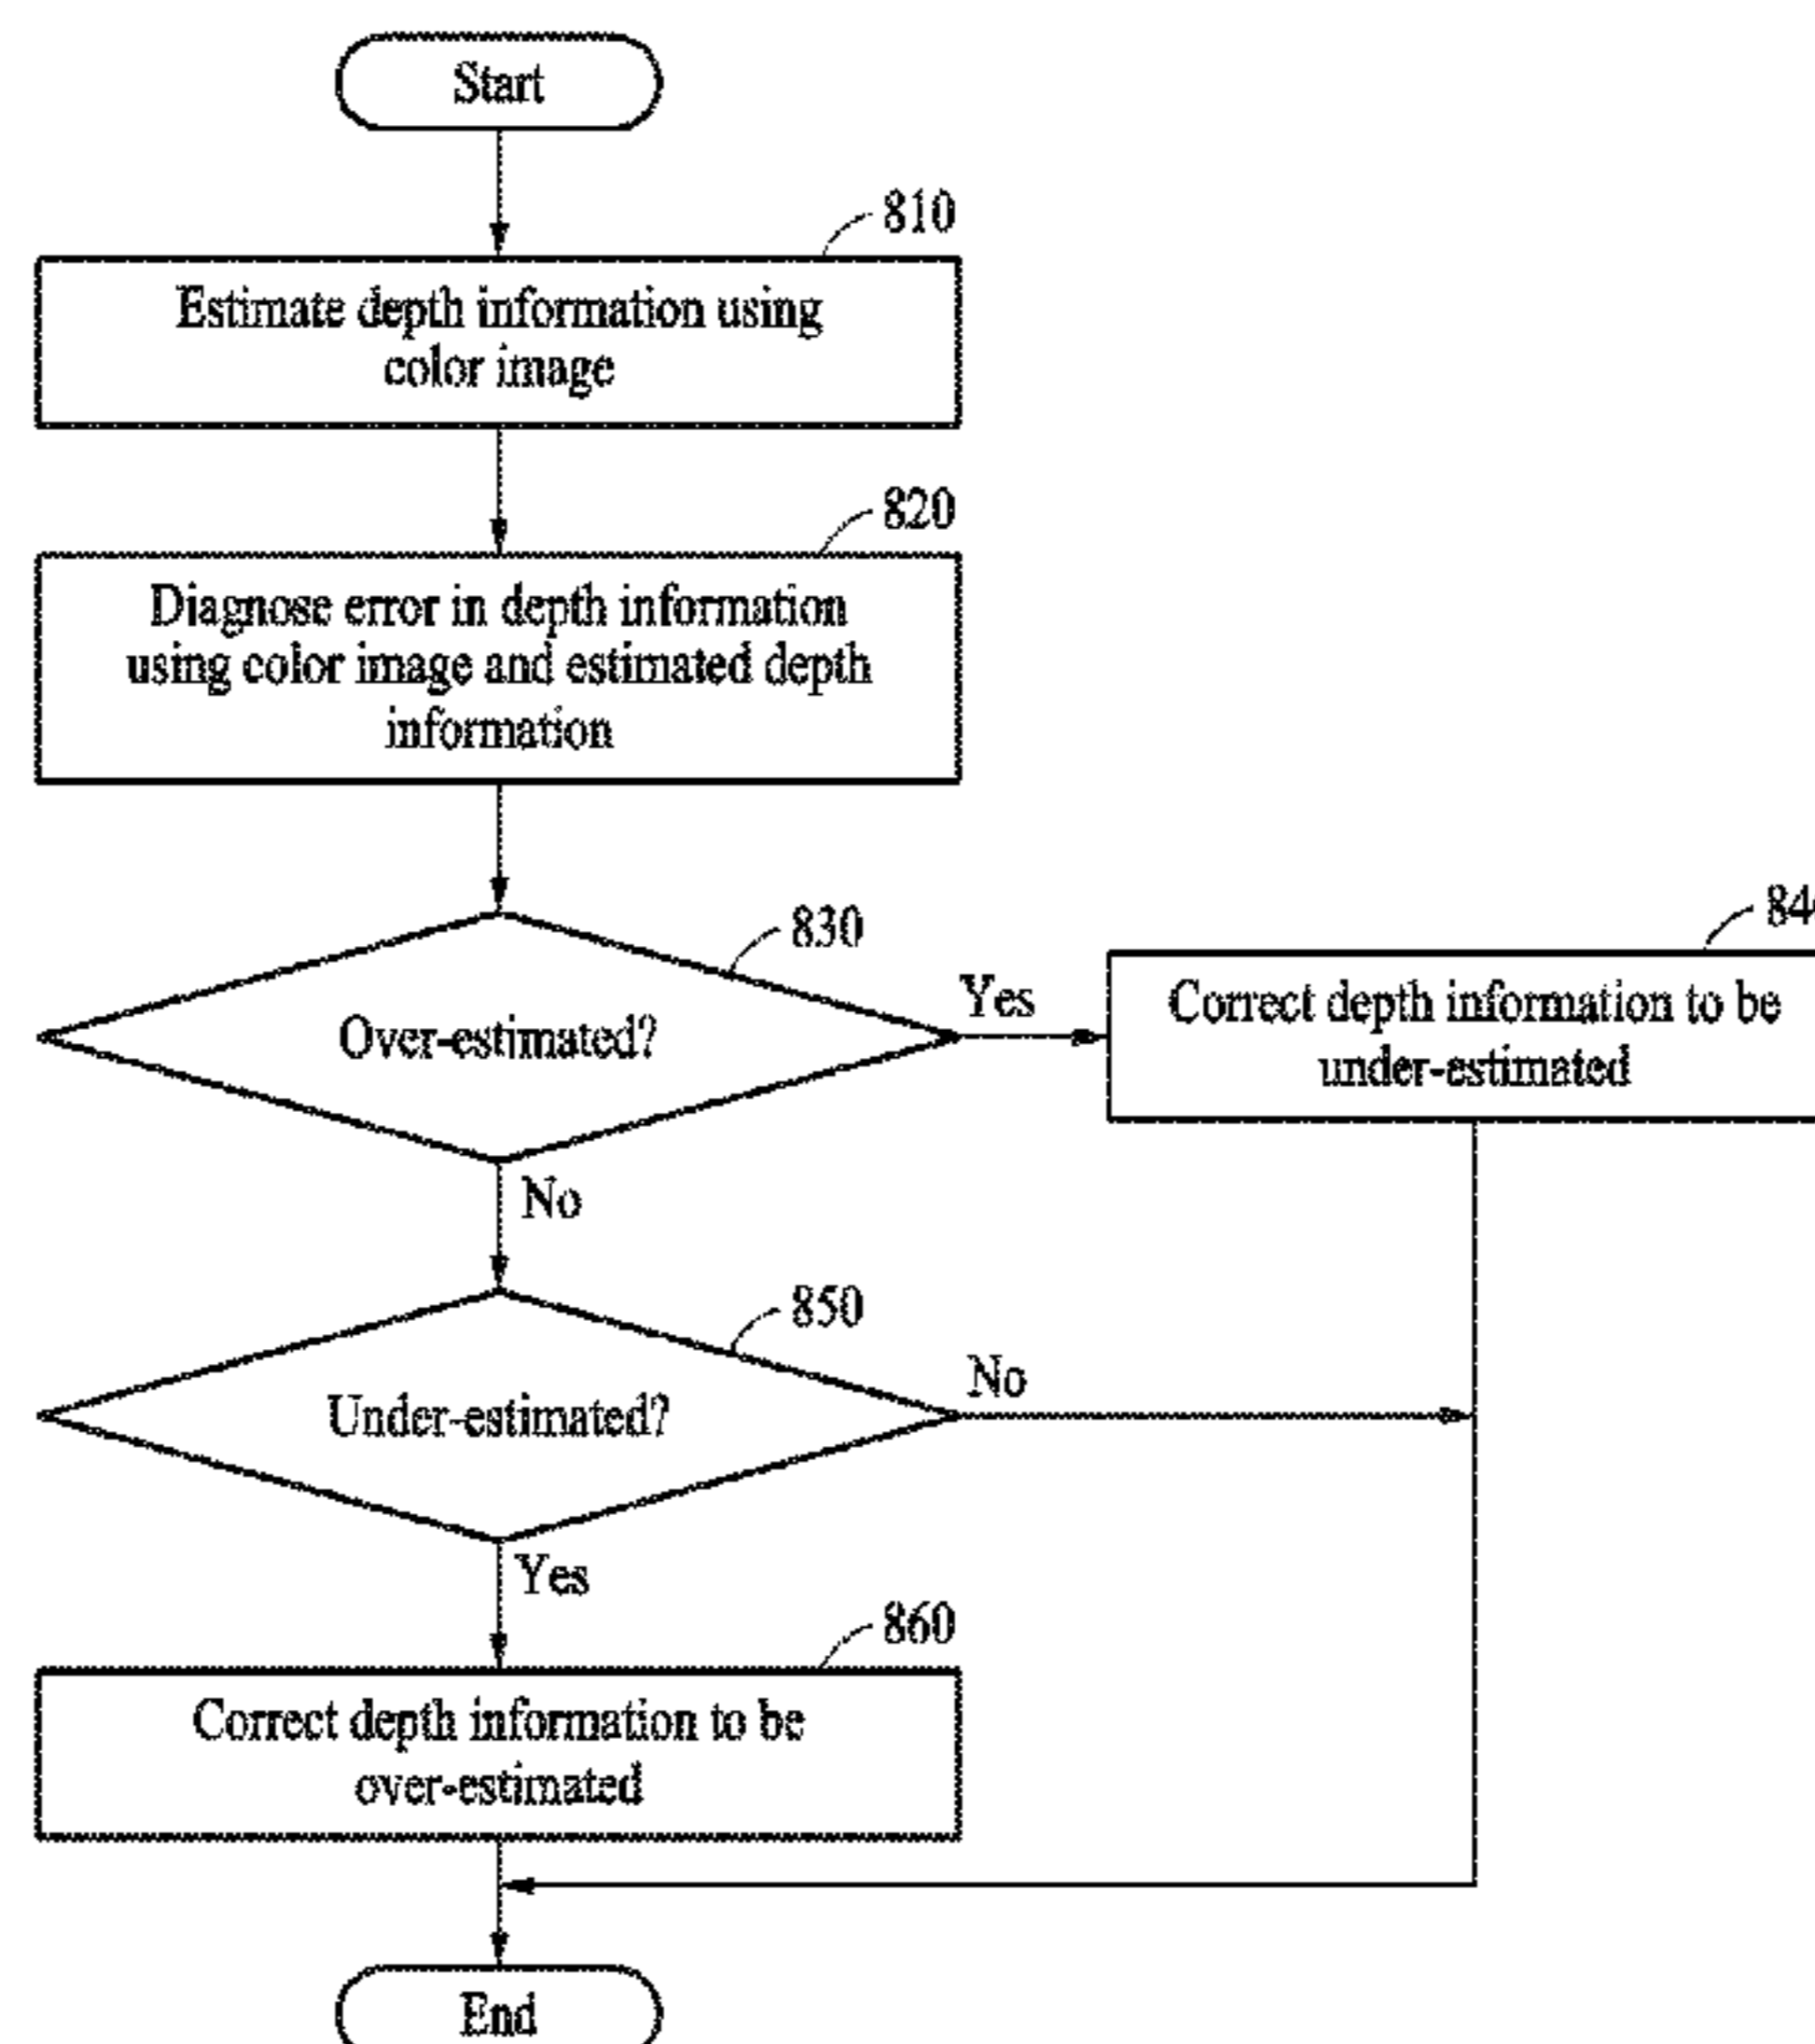 Start
810
Estimate depth information using
color image
820
Diagnose error in depth information
using color image and estimated depth
information
830
Over-estimated?
Yes
Correct depth information to be
under-estimated
No
850
Under-estimated?
No
Yes
860
Correct depth information to be
over-estimated
End